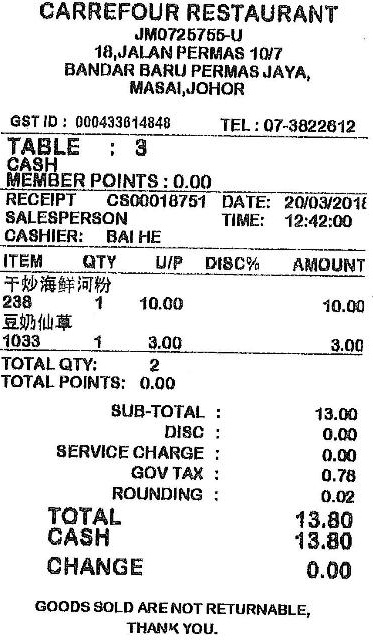 CARREFOUR RESTAURANT
JM0725755-U
18,JALAN PERMAS 10/7
BANDAR BARU PERMAS JAYA,
MASAI,JOHOR
GST ID : 000433614848 TEL : 07-3822612
TABLE : 3
CASH
MEMBER POINTS : 0.00
RECEIPT CS00018751 DATE: 20/03/2018
SALESPERSON TIME: 12:42:00
CASHIER: BAI HE
ITEM QTY U/P DISC% AMOUNT
干炒海鲜河粉
238 1 10.00 10.00
豆奶仙草
1033 1 3.00 3.00
TOTAL QTY: 2
TOTAL POINTS: 0.00
SUB-TOTAL : 13.00
DISC : 0.00
SERVICE CHARGE : 0.00
GOV TAX : 0.78
ROUNDING : 0.02
TOTAL 13.80
CASH 13.80
CHANGE 0.00
GOODS SOLD ARE NOT RETURNABLE,
THANK YOU.